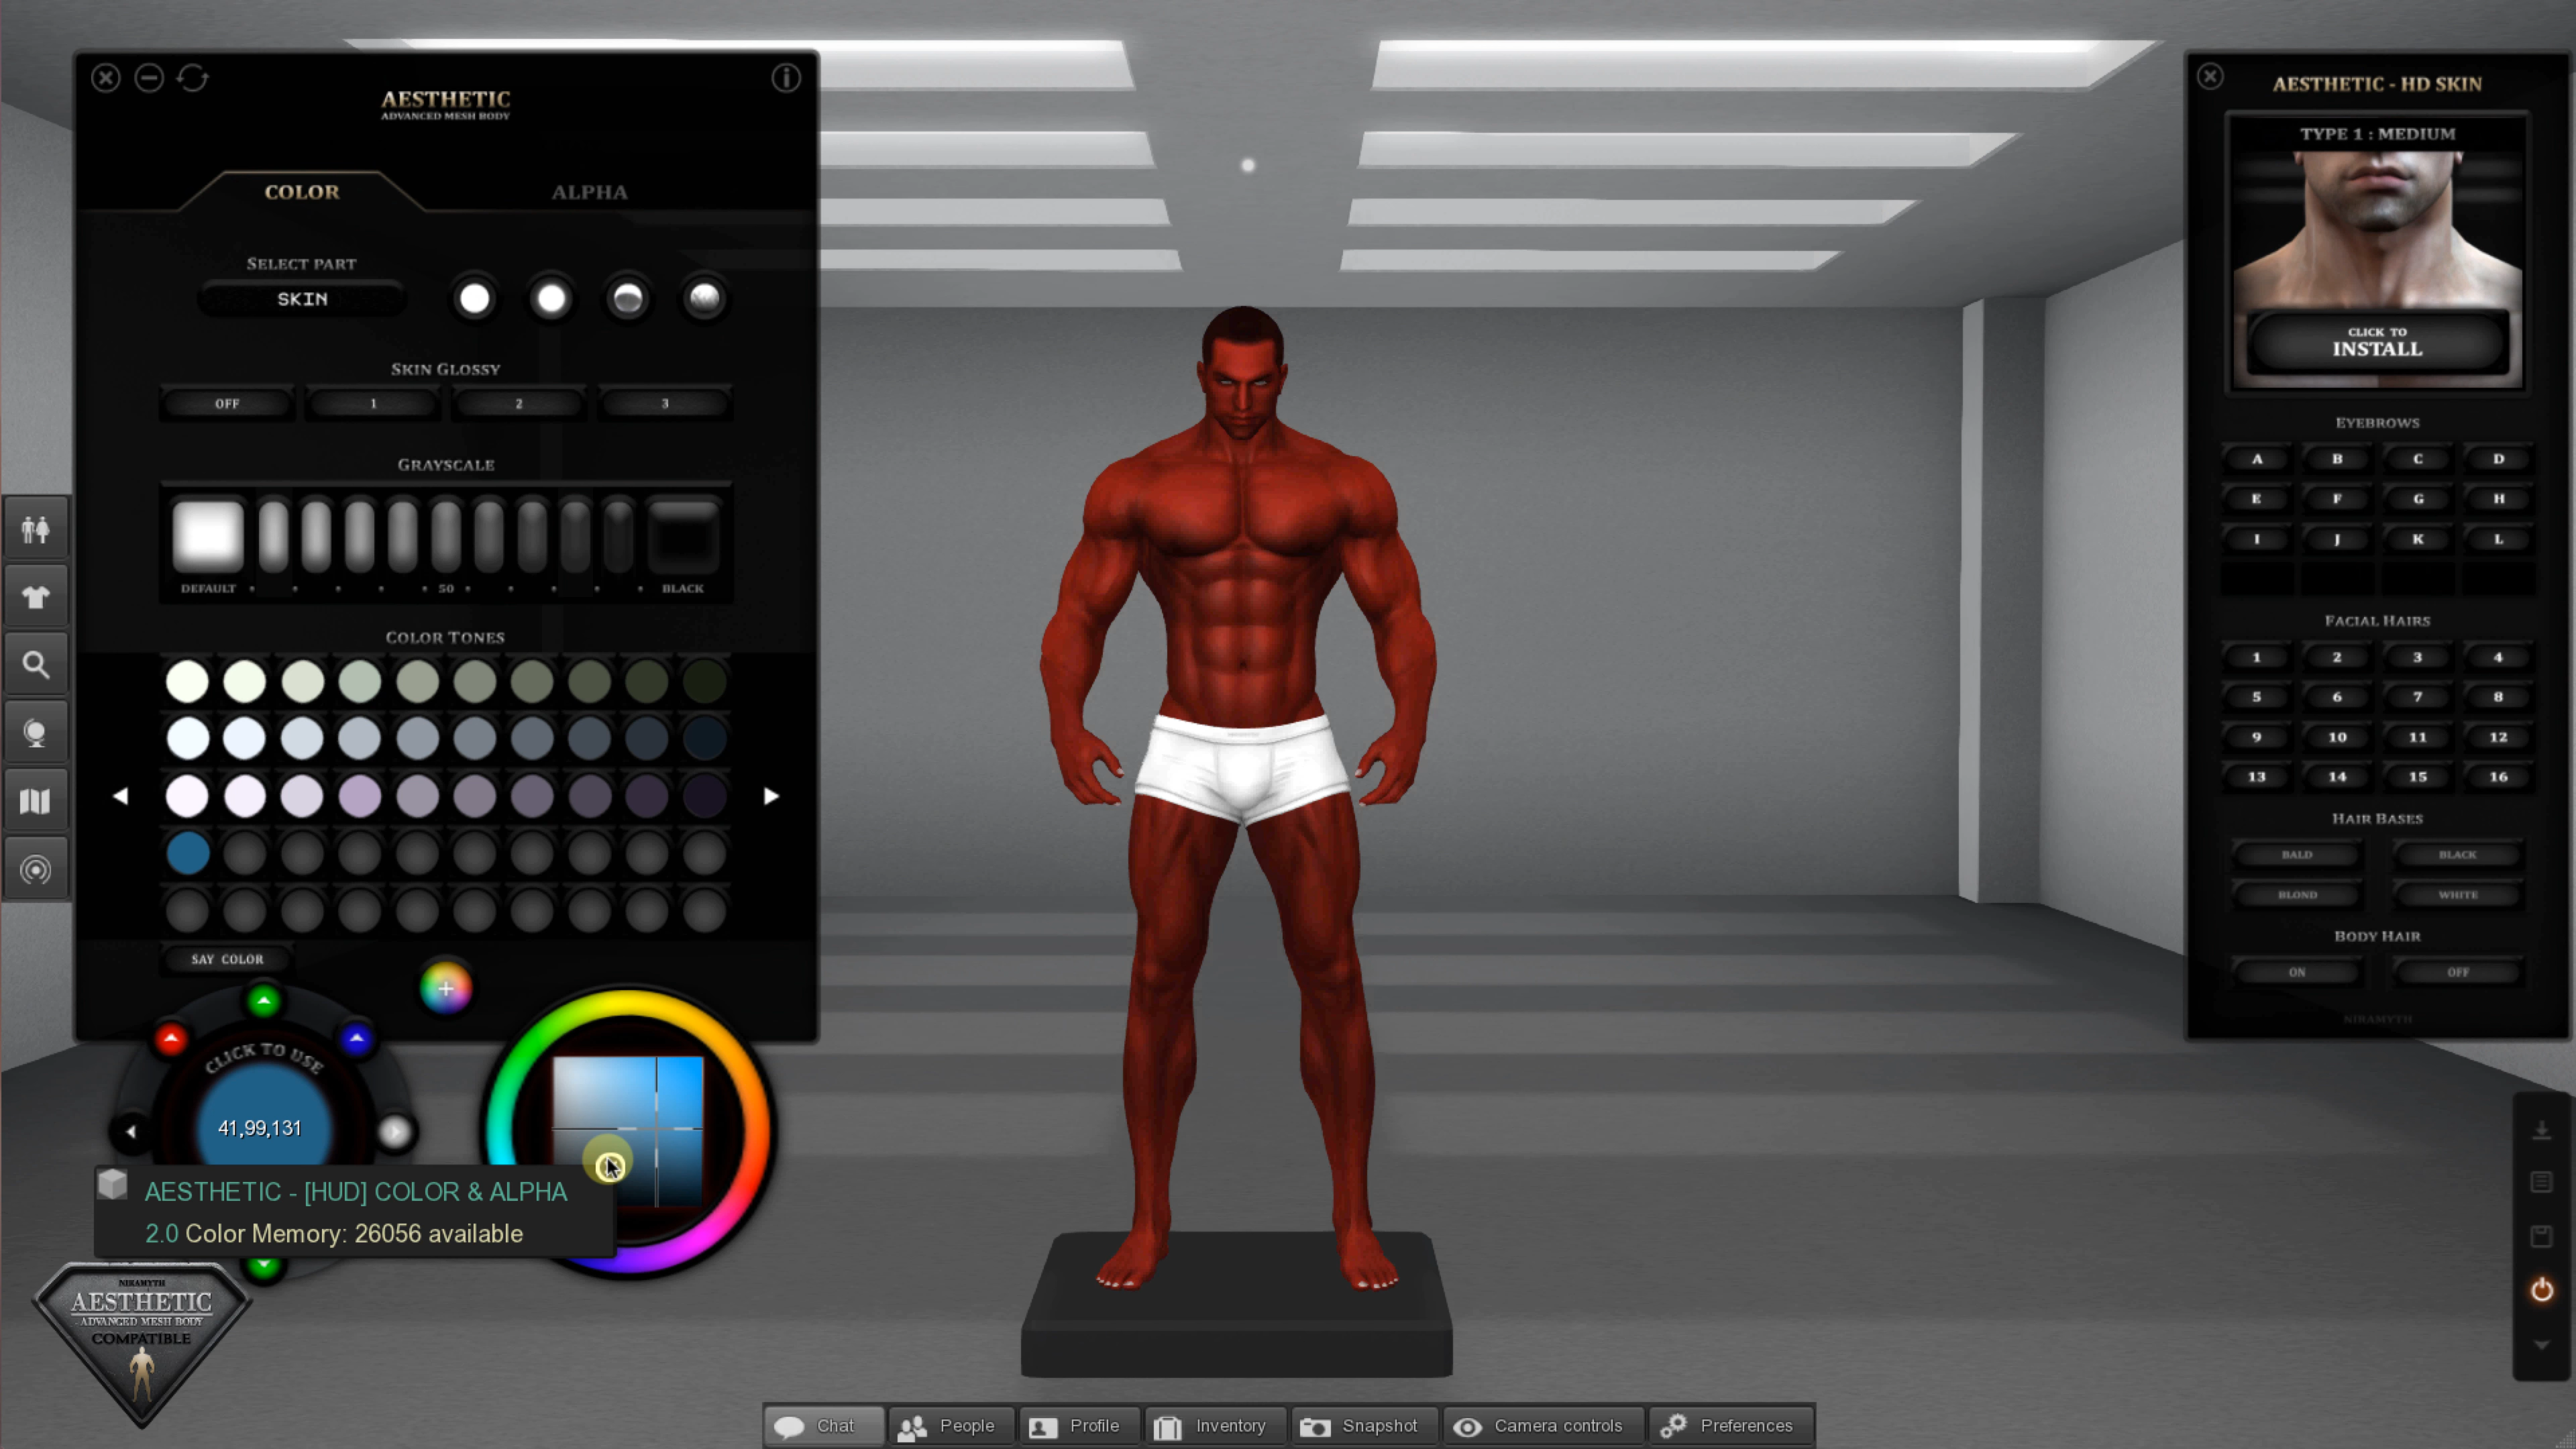 AESTHETIC
ADVANCED MESH BODY
COLOR
ALPHA
SELECT PART
SKIN
SKIN GLOSSY
OFF
1
2
3
GRAYSCALE
DEFAULT
50
BLACK
COLOR TONES
SAY COLOR
CLICK TO USE
41,99,131
AESTHETIC - [HUD] COLOR & ALPHA
2.0 Color Memory: 26056 available
NIRAMYTH
AESTHETIC
ADVANCED MESH BODY
COMPATIBLE
AESTHETIC - HD SKIN
TYPE 1 : MEDIUM
CLICK TO
INSTALL
EYEBROWS
A B C D
E F G H
I J K L
FACIAL HAIRS
1 2 3 4
5 6 7 8
9 10 11 12
13 14 15 16
HAIR BASES
BALD BLACK
BLOND WHITE
BODY HAIR
ON OFF
NIRAMYTH
Chat People Profile Inventory Snapshot Camera controls Preferences